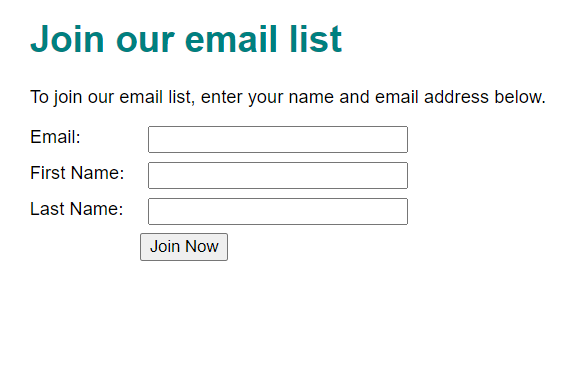 Join our email list
To join our email list, enter your name and email address below.
Email:
First Name:
Last Name:
Join Now